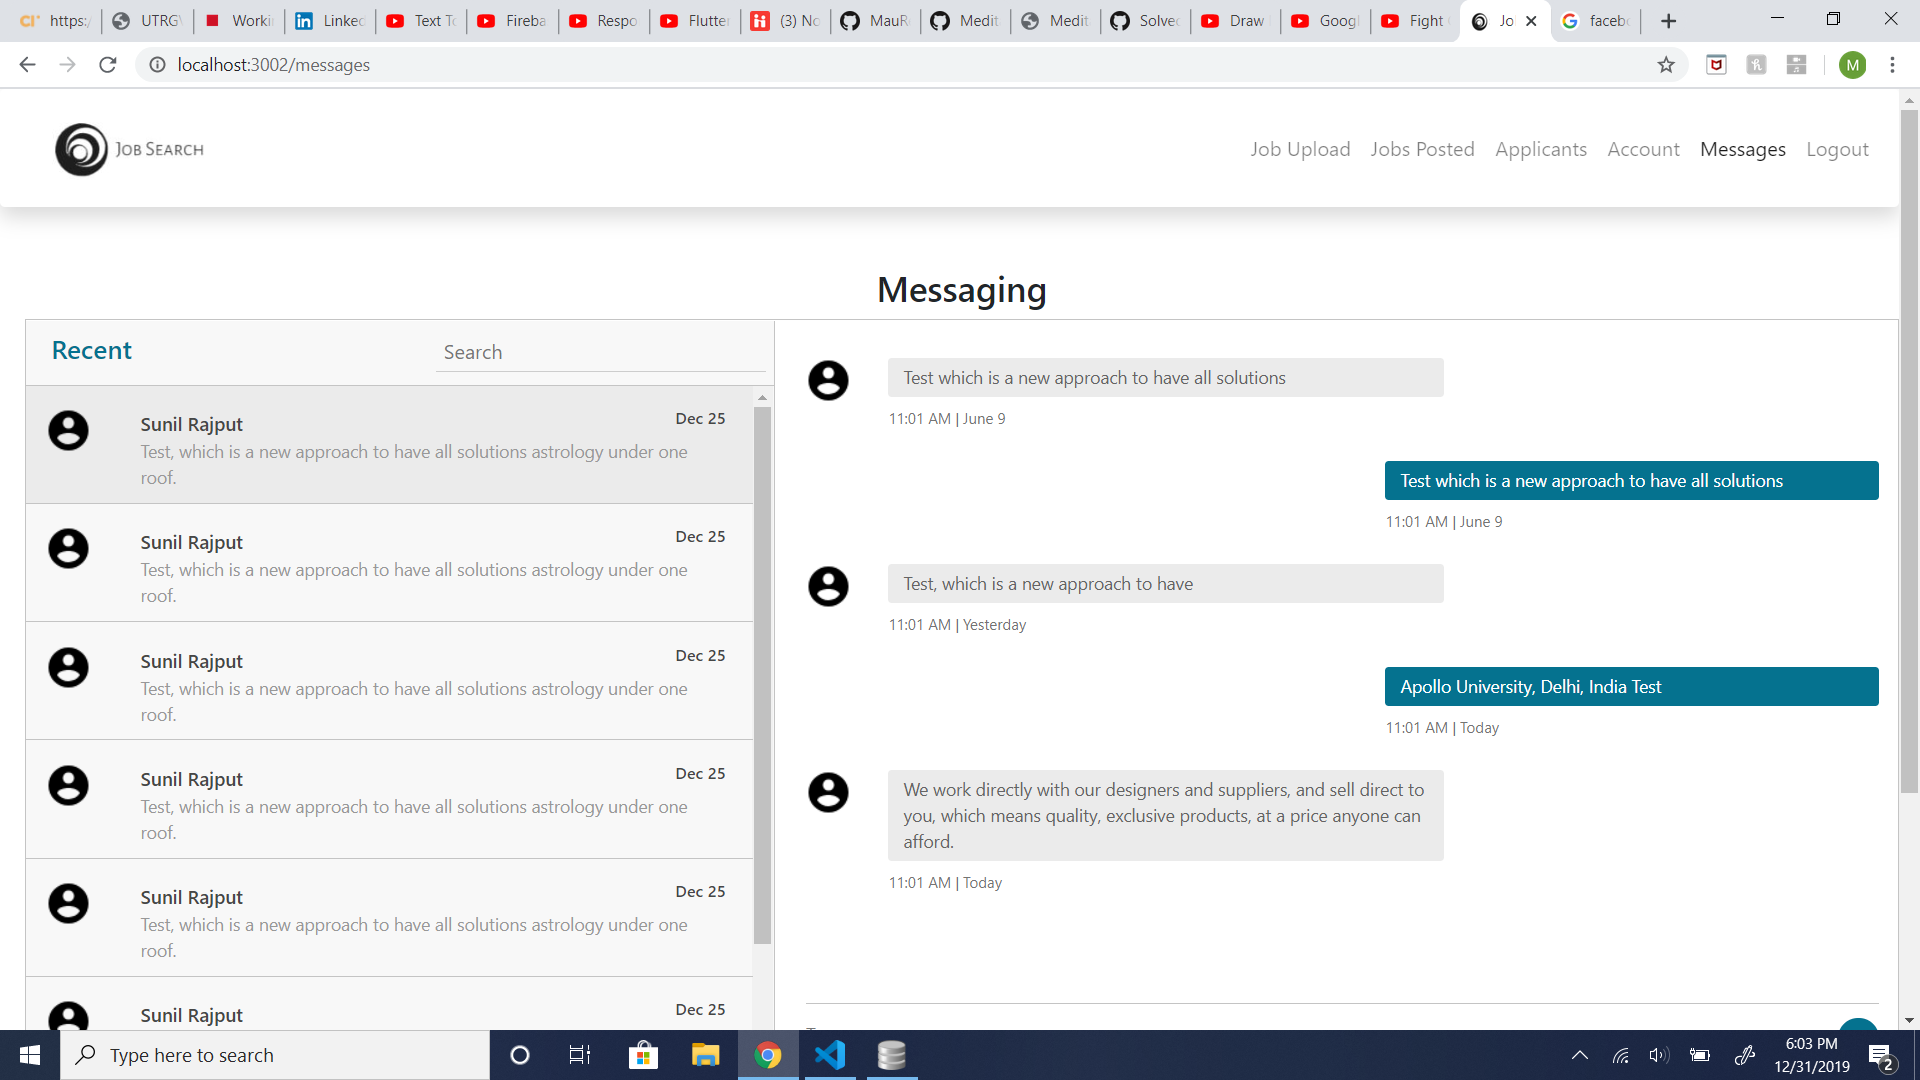 https:/
UTRGV
Workin
Linked
Text To
Fireba
Respo
Flutter
(3) No
MauR
Medit
Medit
Solved
Draw
Googl
Fight
Jo
facebo
localhost:3002/messages
M
JOB SEARCH
Job Upload
Jobs Posted
Applicants
Account
Messages
Logout
Messaging
Recent
Search
Sunil Rajput
Dec 25
Test, which is a new approach to have all solutions astrology under one
roof.
Sunil Rajput
Dec 25
Test, which is a new approach to have all solutions astrology under one
roof.
Sunil Rajput
Dec 25
Test, which is a new approach to have all solutions astrology under one
roof.
Sunil Rajput
Dec 25
Test, which is a new approach to have all solutions astrology under one
roof.
Sunil Rajput
Dec 25
Test, which is a new approach to have all solutions astrology under one
roof.
Sunil Rajput
Dec 25
Test which is a new approach to have all solutions
11:01 AM | June 9
Test which is a new approach to have all solutions
11:01 AM | June 9
Test, which is a new approach to have
11:01 AM | Yesterday
Apollo University, Delhi, India Test
11:01 AM | Today
We work directly with our designers and suppliers, and sell direct to
you, which means quality, exclusive products, at a price anyone can
afford.
11:01 AM | Today
Type here to search
6:03 PM
12/31/2019
2